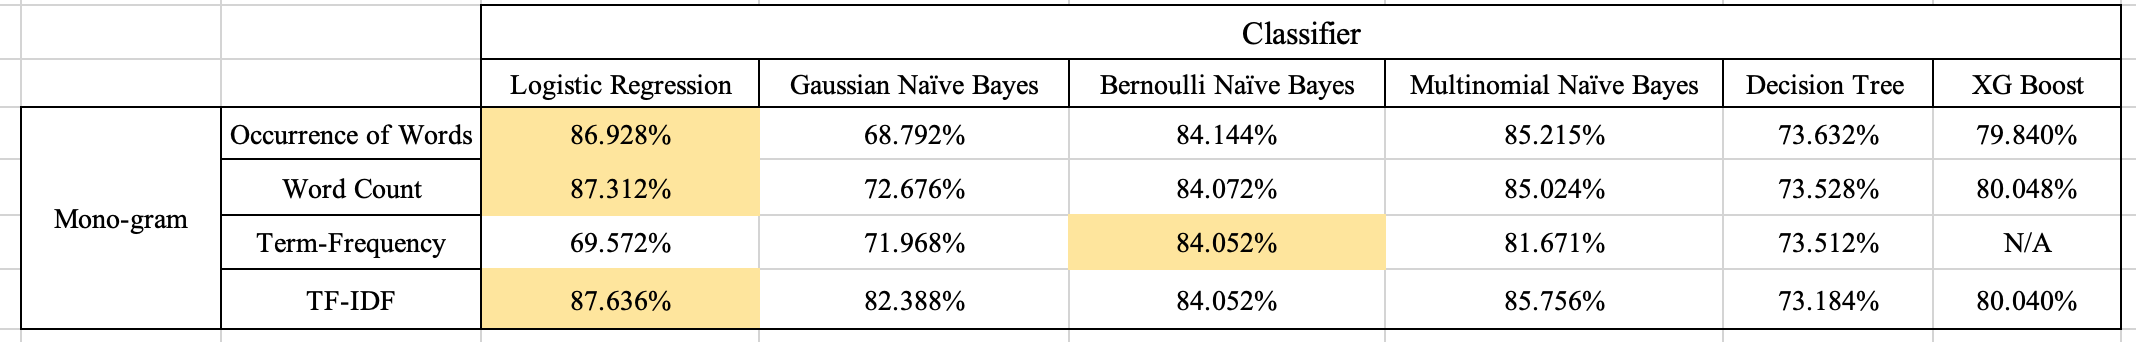 Classifier
Logistic Regression Gaussian Naïve Bayes Bernoulli Naïve Bayes Multinomial Naïve Bayes Decision Tree XG Boost
Occurrence of Words 86.928% 68.792% 84.144% 85.215% 73.632% 79.840%
Word Count 87.312% 72.676% 84.072% 85.024% 73.528% 80.048%
Mono-gram
Term-Frequency 69.572% 71.968% 84.052% 81.671% 73.512% N/A
TF-IDF 87.636% 82.388% 84.052% 85.756% 73.184% 80.040%